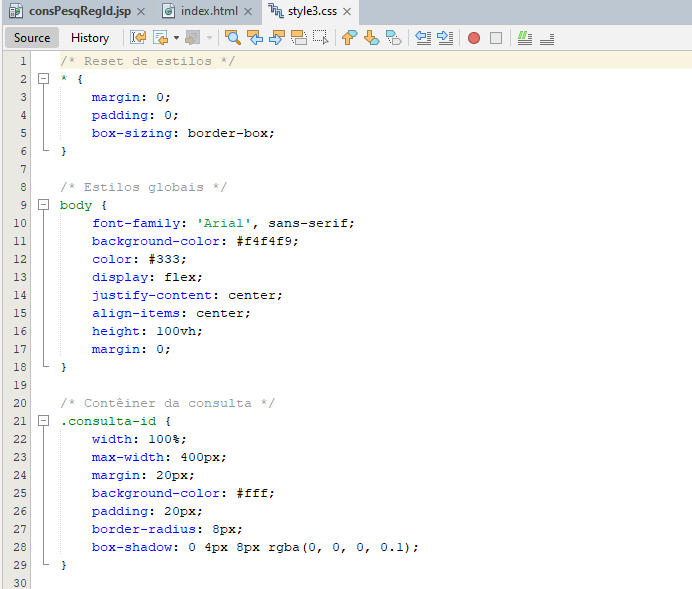 consPesqRegId.jsp index.html style3.css
Source History
1 /* Reset de estilos */
2 * {
3 margin: 0;
4 padding: 0;
5 box-sizing: border-box;
6 }
7
8 /* Estilos globais */
9 body {
10 font-family: 'Arial', sans-serif;
11 background-color: #f4f4f9;
12 color: #333;
13 display: flex;
14 justify-content: center;
15 align-items: center;
16 height: 100vh;
17 margin: 0;
18 }
19
20 /* Contêiner da consulta */
21 .consulta-id {
22 width: 100%;
23 max-width: 400px;
24 margin: 20px;
25 background-color: #fff;
26 padding: 20px;
27 border-radius: 8px;
28 box-shadow: 0 4px 8px rgba(0, 0, 0, 0.1);
29 }
30